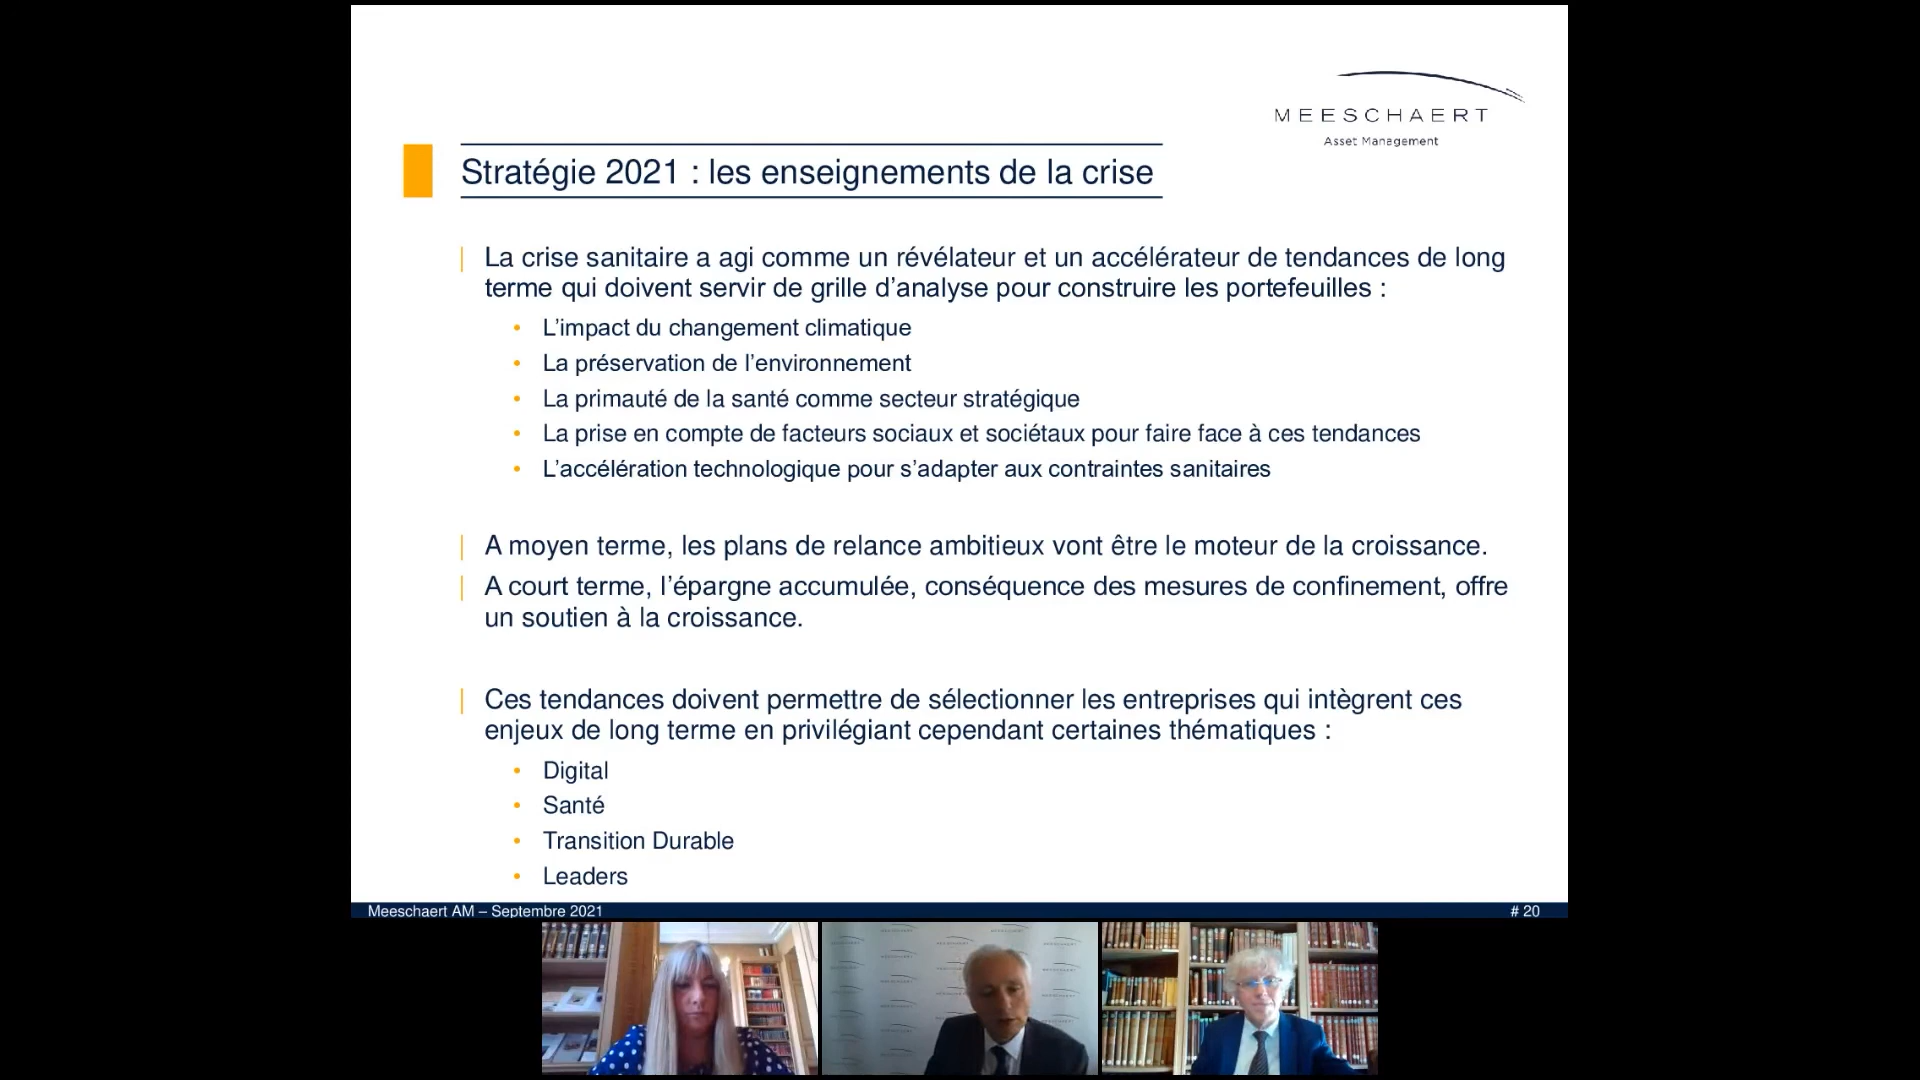 MEESCHAERT
Asset Management
Stratégie 2021 : les enseignements de la crise
La crise sanitaire a agi comme un révélateur et un accélérateur de tendances de long
terme qui doivent servir de grille d’analyse pour construire les portefeuilles :
• L’impact du changement climatique
• La préservation de l’environnement
• La primauté de la santé comme secteur stratégique
• La prise en compte de facteurs sociaux et sociétaux pour faire face à ces tendances
• L’accélération technologique pour s’adapter aux contraintes sanitaires
A moyen terme, les plans de relance ambitieux vont être le moteur de la croissance.
A court terme, l’épargne accumulée, conséquence des mesures de confinement, offre
un soutien à la croissance.
Ces tendances doivent permettre de sélectionner les entreprises qui intègrent ces
enjeux de long terme en privilégiant cependant certaines thématiques :
• Digital
• Santé
• Transition Durable
• Leaders
Meeschaert AM – Septembre 2021
# 20